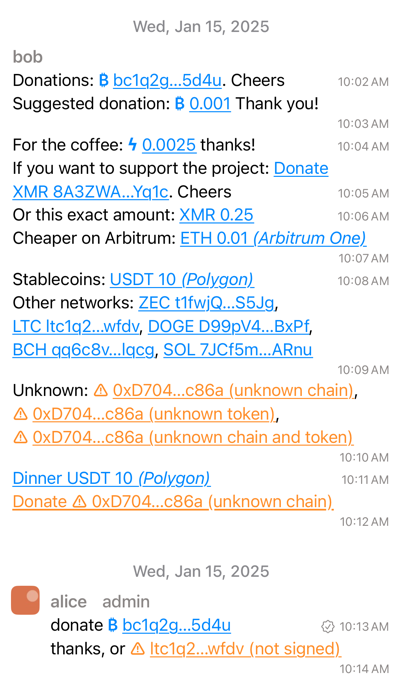 Wed, Jan 15, 2025
bob
Donations: ₿ bc1q2g...5d4u. Cheers 10:02 AM
Suggested donation: ₿ 0.001 Thank you!
10:03 AM
For the coffee: 0.0025 thanks! 10:04 AM
If you want to support the project: Donate
XMR 8A3ZWA...Yq1c. Cheers 10:05 AM
Or this exact amount: XMR 0.25 10:06 AM
Cheaper on Arbitrum: ETH 0.01 (Arbitrum One)
10:07 AM
Stablecoins: USDT 10 (Polygon) 10:08 AM
Other networks: ZEC t1fwjQ...S5Jg,
LTC ltc1q2...wfdv, DOGE D99pV4...BxPf,
BCH qq6c8v...lqcg, SOL 7JCf5m...ARnu
10:09 AM
Unknown: ⚠ 0xD704...c86a (unknown chain),
⚠ 0xD704...c86a (unknown token),
⚠ 0xD704...c86a (unknown chain and token)
10:10 AM
Dinner USDT 10 (Polygon) 10:11 AM
Donate ⚠ 0xD704...c86a (unknown chain)
10:12 AM
Wed, Jan 15, 2025
alice admin
donate ₿ bc1q2g...5d4u 10:13 AM
thanks, or ⚠ ltc1q2...wfdv (not signed)
10:14 AM